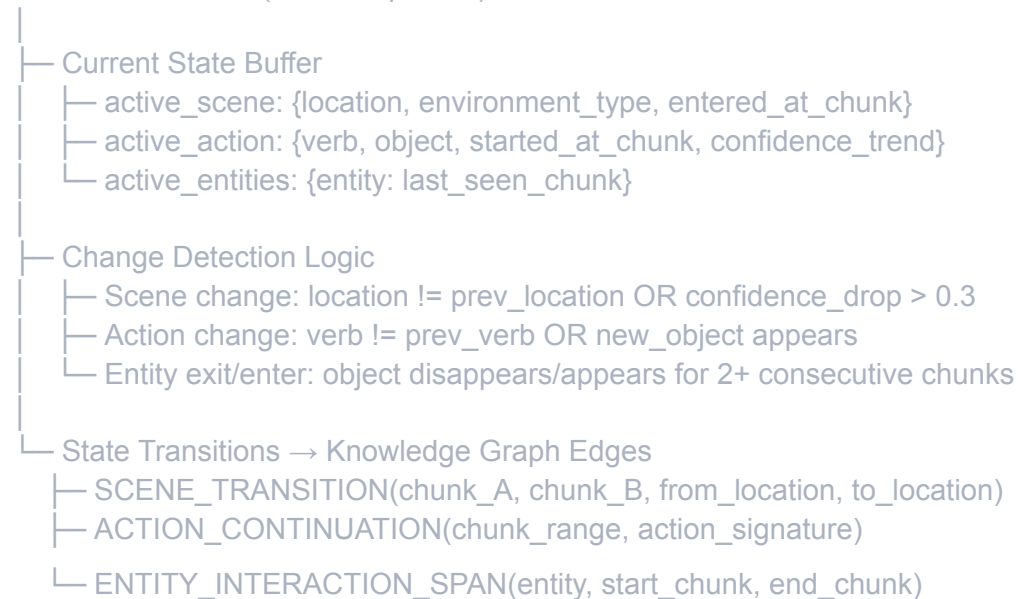 Current State Buffer
active_scene: {location, environment_type, entered_at_chunk}
active_action: {verb, object, started_at_chunk, confidence_trend}
active_entities: {entity: last_seen_chunk}
Change Detection Logic
Scene change: location != prev_location OR confidence_drop > 0.3
Action change: verb != prev_verb OR new_object appears
Entity exit/enter: object disappears/appears for 2+ consecutive chunks
State Transitions → Knowledge Graph Edges
SCENE_TRANSITION(chunk_A, chunk_B, from_location, to_location)
ACTION_CONTINUATION(chunk_range, action_signature)
ENTITY_INTERACTION_SPAN(entity, start_chunk, end_chunk)